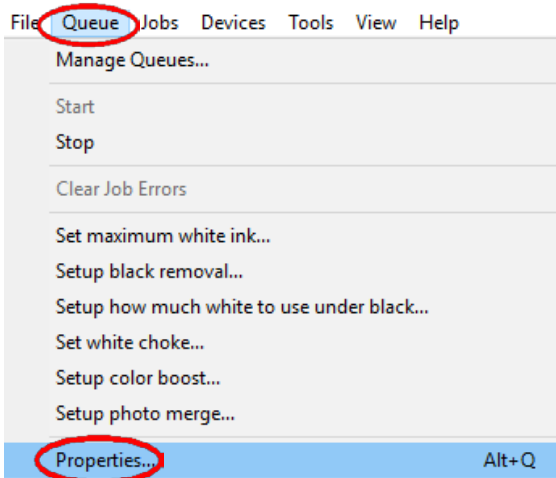 File Queue Jobs Devices Tools View Help
Manage Queues...
Start
Stop
Clear Job Errors
Set maximum white ink...
Setup black removal...
Setup how much white to use under black...
Set white choke...
Setup color boost...
Setup photo merge...
Properties... Alt+Q